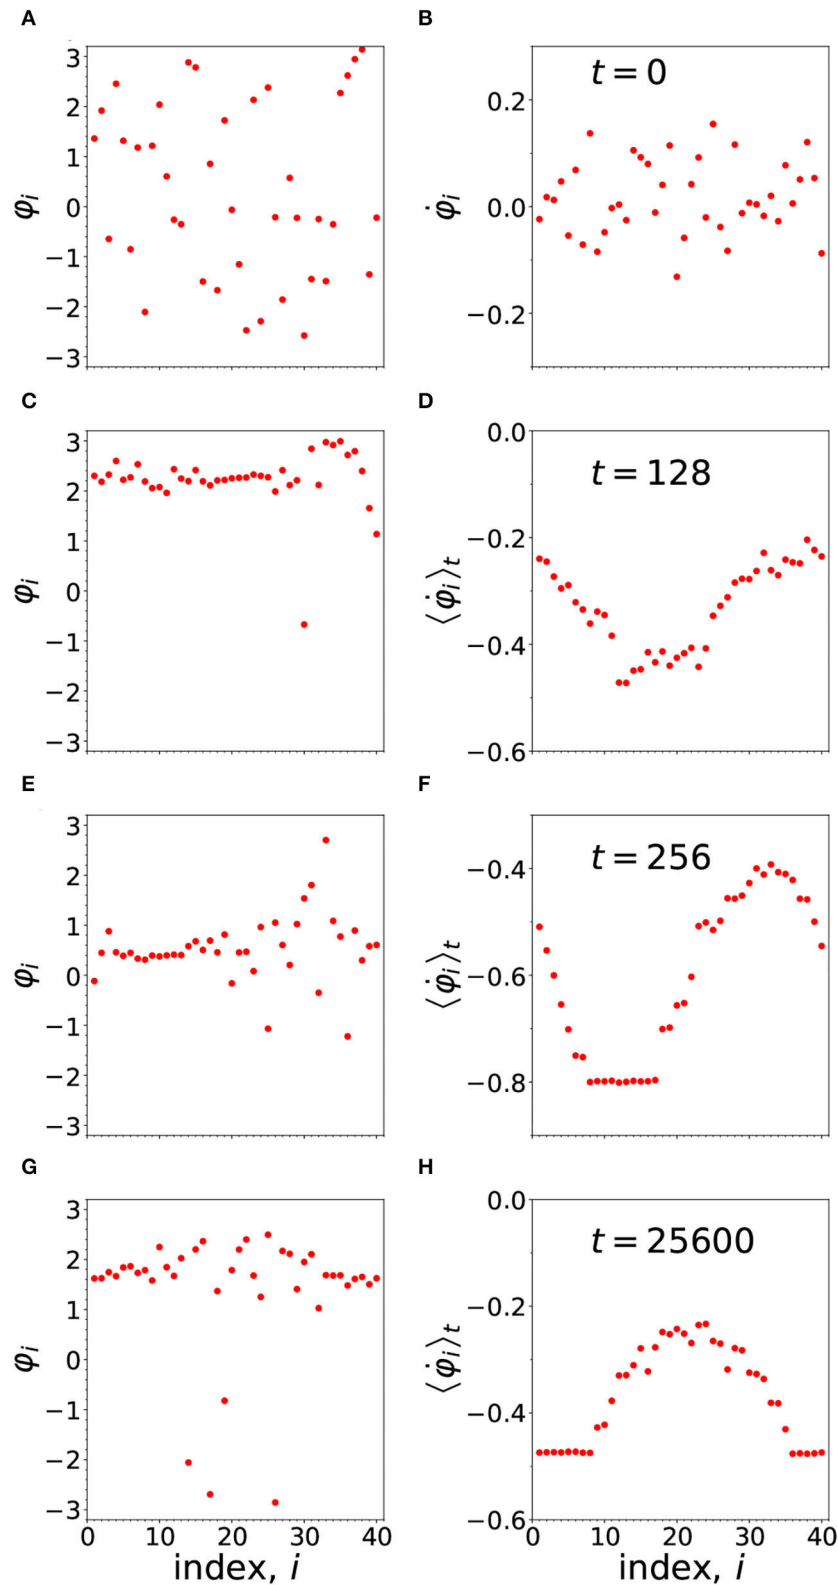 A B
3
2
1
0
−1
−2
−3
φi
0.2
0.0
−0.2
φ̇i
t = 0
C D
3
2
1
0
−1
−2
−3
φi
0.0
−0.2
−0.4
−0.6
⟨φ̇i⟩t
t = 128
E F
3
2
1
0
−1
−2
−3
φi
−0.4
−0.6
−0.8
⟨φ̇i⟩t
t = 256
G H
3
2
1
0
−1
−2
−3
φi
0 10 20 30 40
index, i
0.0
−0.2
−0.4
−0.6
⟨φ̇i⟩t
t = 25600
0 10 20 30 40
index, i